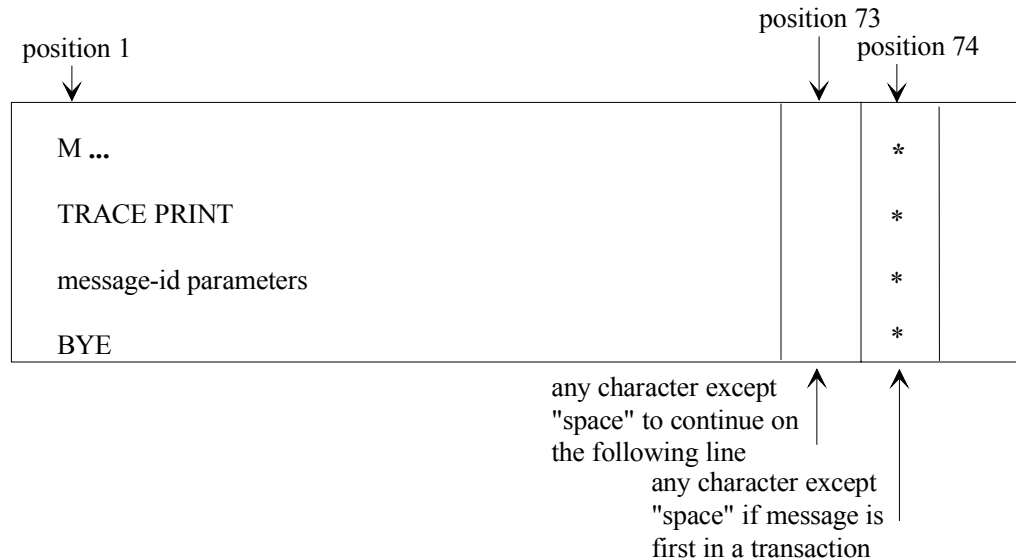 position 73
position 1
position 74
M ... *
TRACE PRINT *
message-id parameters *
BYE *
any character except
"space" to continue on
the following line
any character except
"space" if message is
first in a transaction